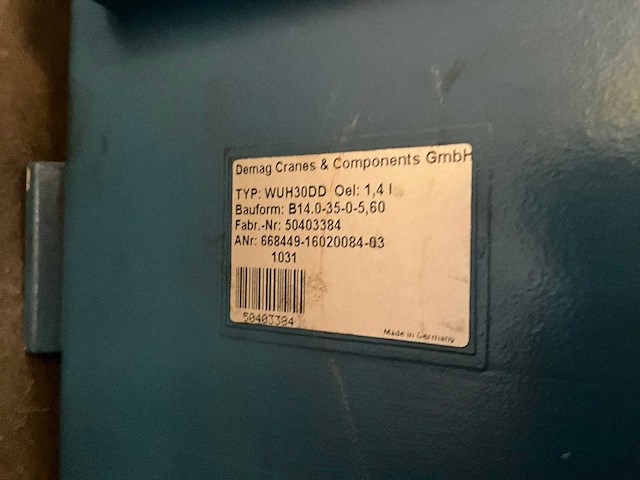 Demag Cranes & Components GmbH
TYP: WUH30DD Oel: 1,4 l
Bauform: B14.0-35-0-5,60
Fabr.-Nr: 50403384
ANr: 668449-16020084-03
1031
50403384
Made in Germany